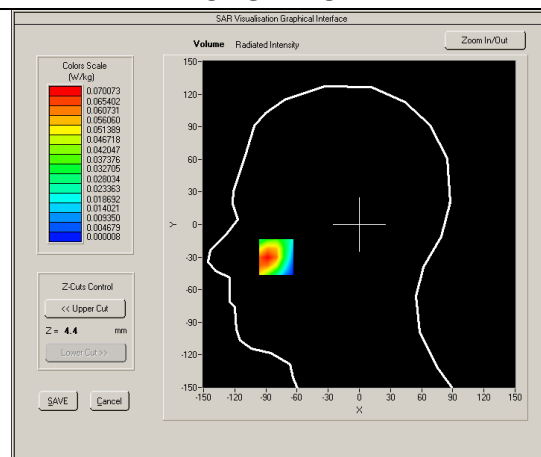 SAR Visualisation Graphical Interface
Volume Radiated Intensity
Zoom In/Out
Colors Scale
(W/kg)
0.070073
0.065402
0.060731
0.056060
0.051389
0.046718
0.042047
0.037376
0.032705
0.028034
0.023363
0.018692
0.014021
0.009350
0.004679
0.000008
Z-Cuts Control
<< Upper Cut
Z = 4.4 mm
Lower Cut >>
SAVE Cancel
150-
120-
90-
60-
30-
Y 0-
-30-
-60-
-90-
-120-
-150-
-150 -120 -90 -60 -30 0 30 60 90 120 150
X